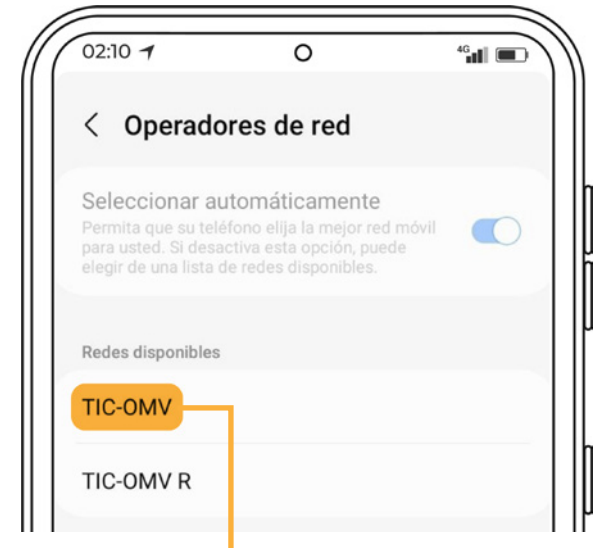 02:10
4G
Operadores de red
Seleccionar automáticamente
Permita que su teléfono elija la mejor red móvil
para usted. Si desactiva esta opción, puede
elegir de una lista de redes disponibles.
Redes disponibles
TIC-OMV
TIC-OMV R